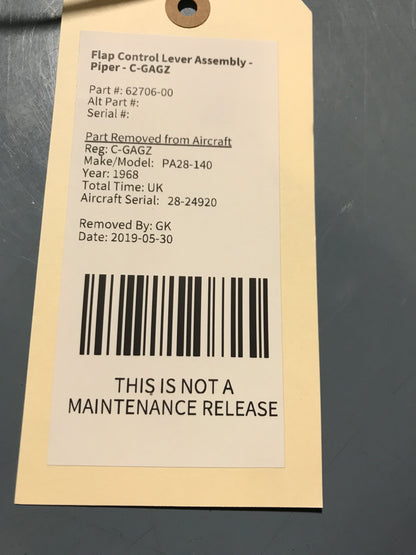 Flap Control Lever Assembly -
Piper - C-GAGZ
Part #: 62706-00
Alt Part #:
Serial #:
Part Removed from Aircraft
Reg: C-GAGZ
Make/Model: PA28-140
Year: 1968
Total Time: UK
Aircraft Serial: 28-24920
Removed By: GK
Date: 2019-05-30
THIS IS NOT A
MAINTENANCE RELEASE